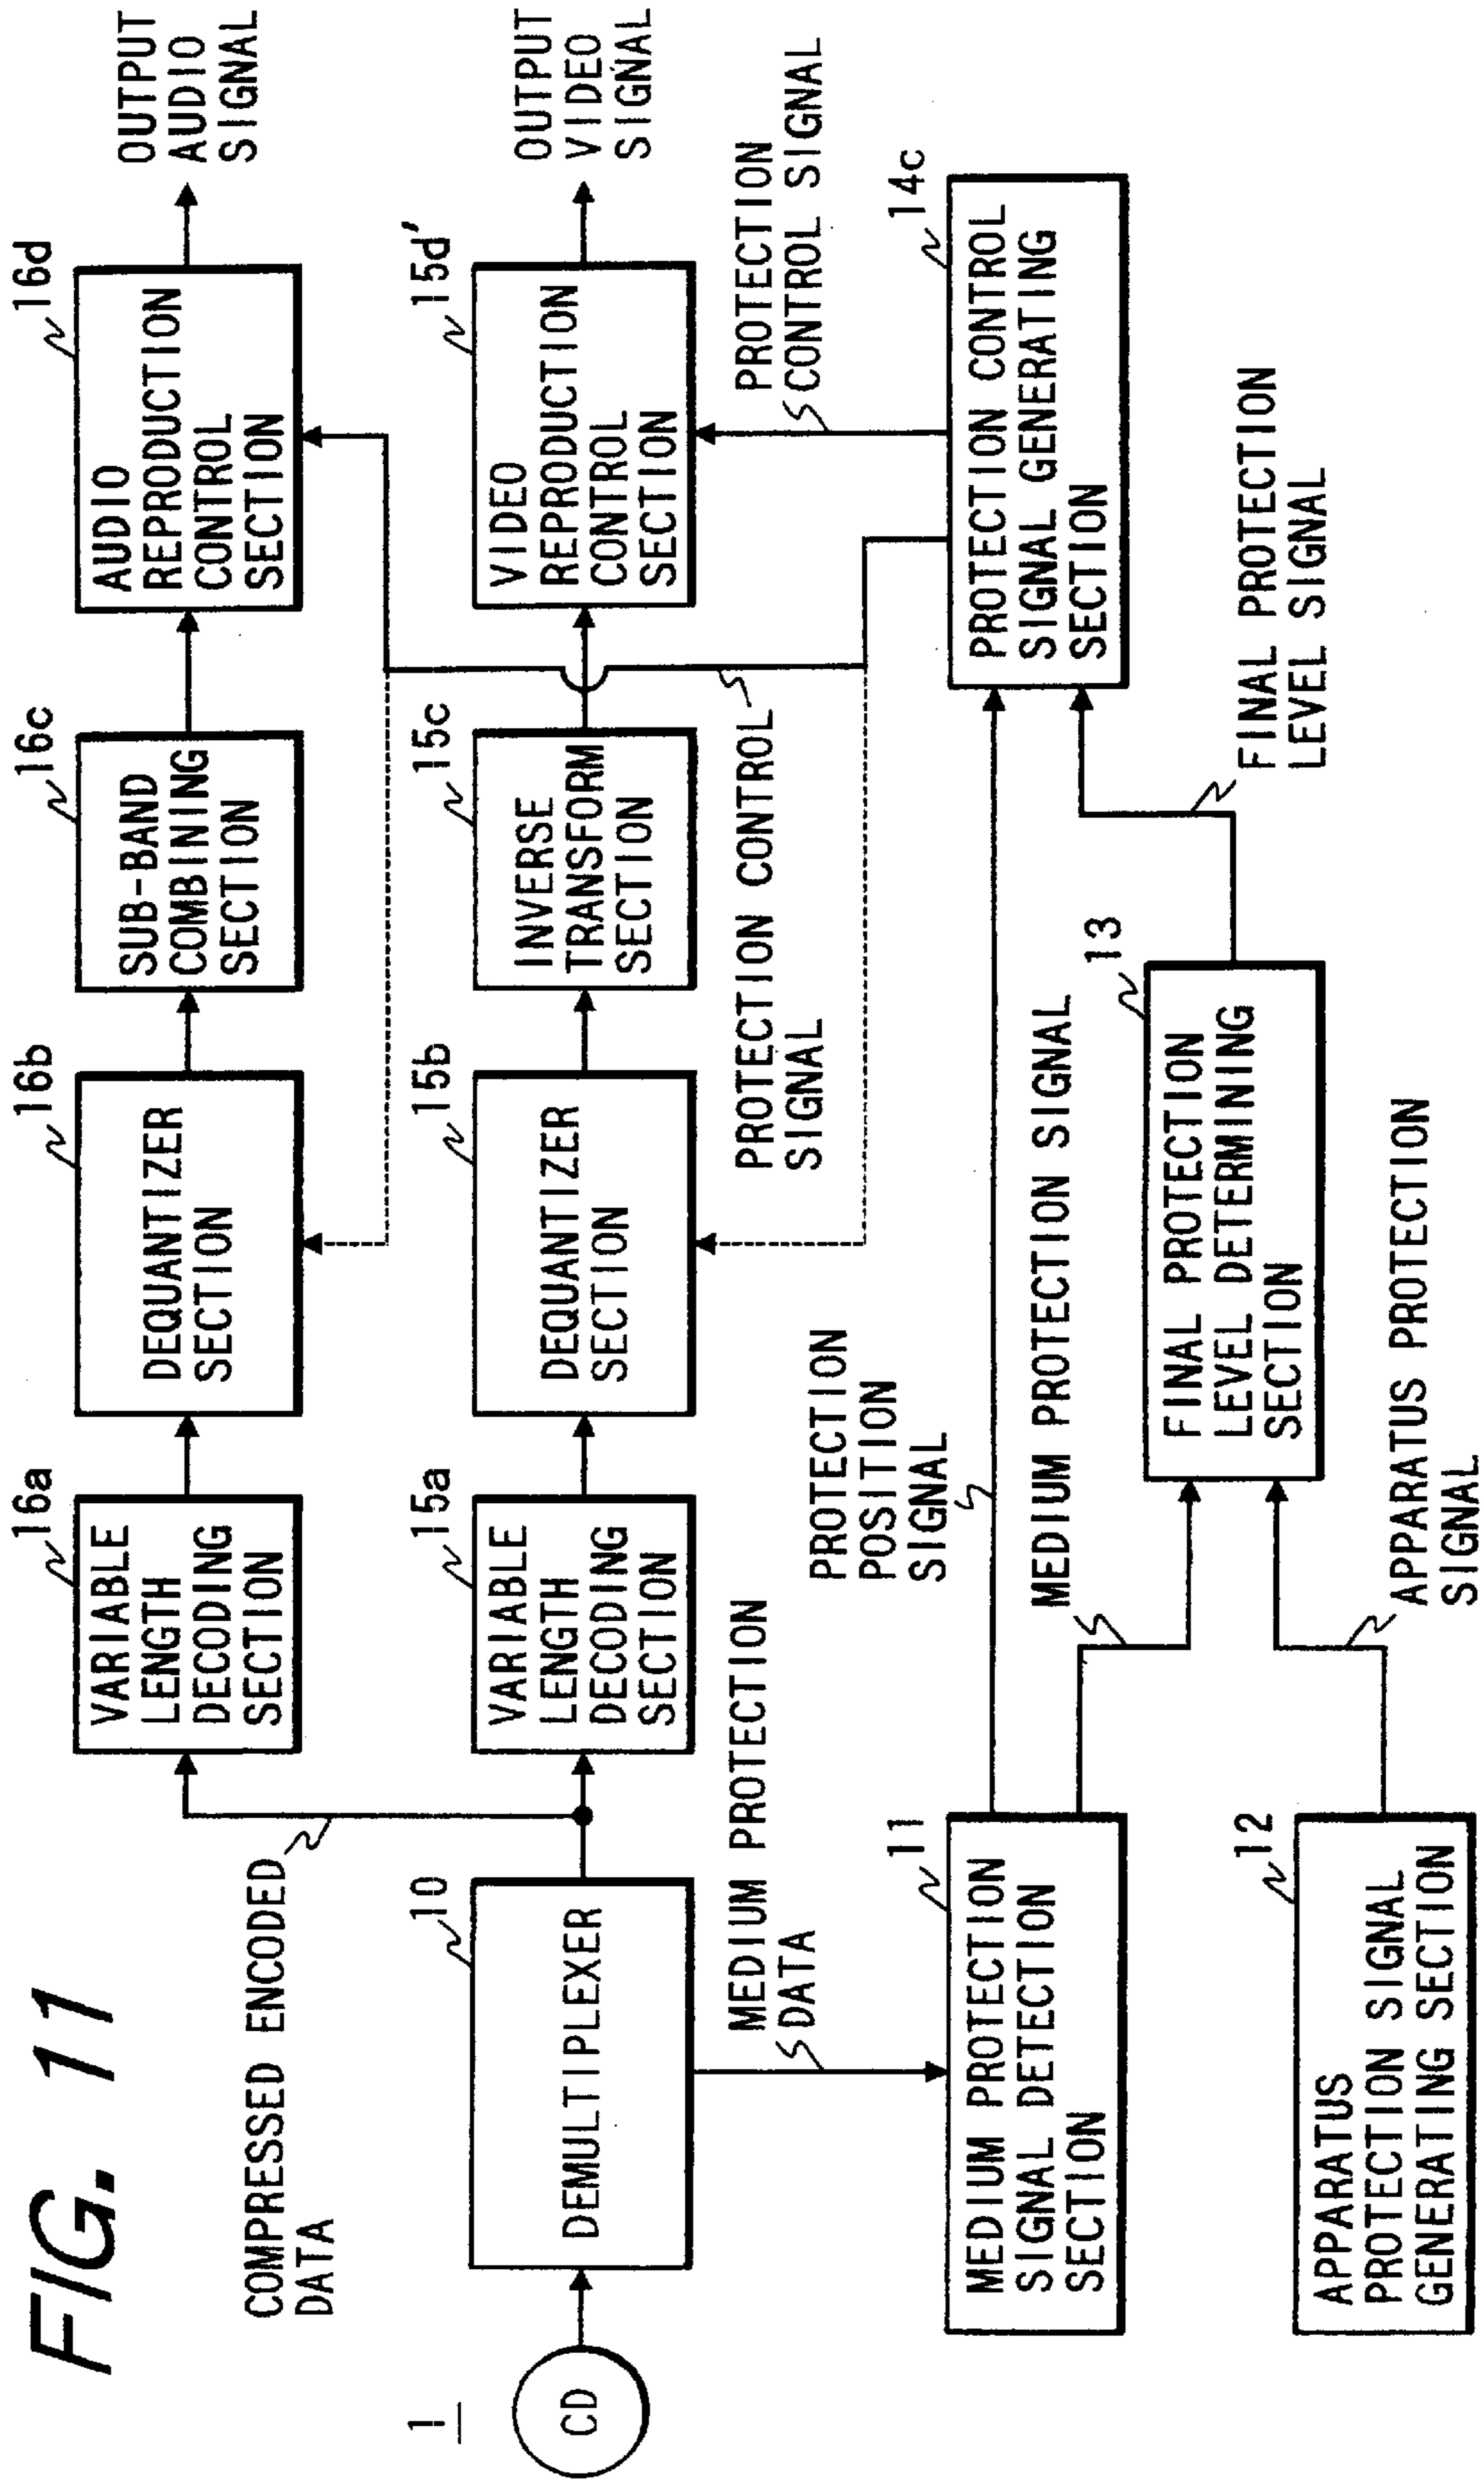 FIG. 11
1
CD
COMPRESSED ENCODED
DATA
10
DEMULTIPLEXER
MEDIUM PROTECTION
DATA
16a
VARIABLE
LENGTH
DECODING
SECTION
16b
DEQUANTIZER
SECTION
16c
SUB-BAND
COMBINING
SECTION
16d
AUDIO
REPRODUCTION
CONTROL
SECTION
OUTPUT
AUDIO
SIGNAL
15a
VARIABLE
LENGTH
DECODING
SECTION
15b
DEQUANTIZER
SECTION
15c
INVERSE
TRANSFORM
SECTION
15d'
VIDEO
REPRODUCTION
CONTROL
SECTION
OUTPUT
VIDEO
SIGNAL
PROTECTION CONTROL
SIGNAL
PROTECTION
CONTROL SIGNAL
PROTECTION
POSITION
SIGNAL
11
MEDIUM PROTECTION
SIGNAL DETECTION
SECTION
MEDIUM PROTECTION SIGNAL
14c
PROTECTION CONTROL
SIGNAL GENERATING
SECTION
12
APPARATUS
PROTECTION SIGNAL
GENERATING SECTION
APPARATUS PROTECTION
SIGNAL
13
FINAL PROTECTION
LEVEL DETERMINING
SECTION
FINAL PROTECTION
LEVEL SIGNAL